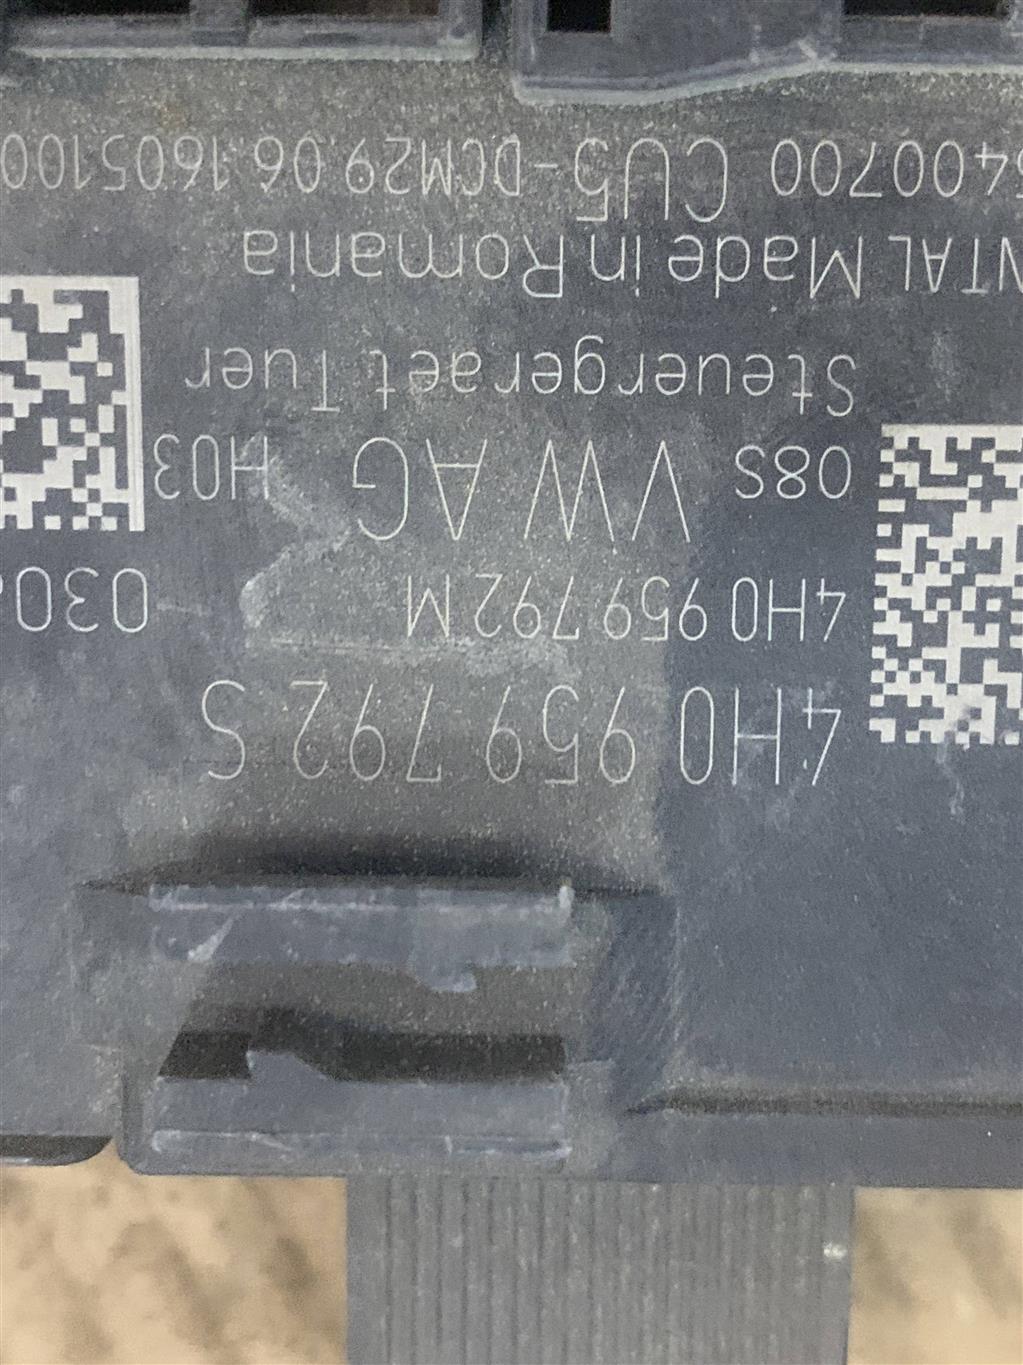 4H0 959 792 S
4H0 959 792 M
030
08S VW AG H03
Steuergeraet Tuer
NTAL Made in Romania
5400700 CU5-DCM29.06.1605100